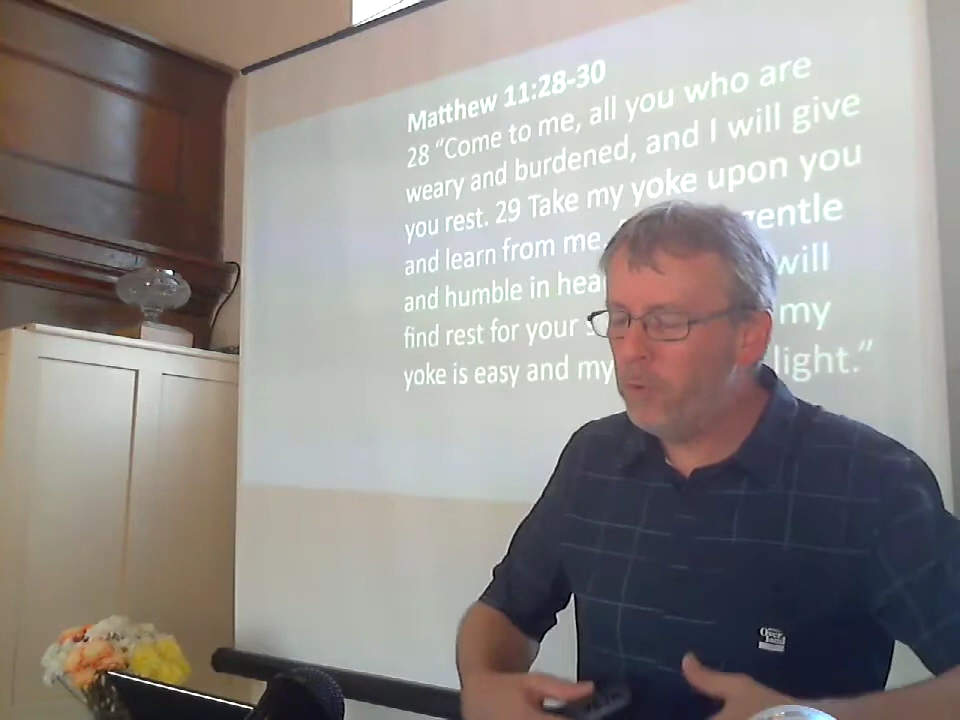 Matthew 11:28-30
28 “Come to me, all you who are
weary and burdened, and I will give
you rest. 29 Take my yoke upon you
and learn from me, gentle
and humble in will
find rest for your my
yoke is easy and my light.”
Over
land